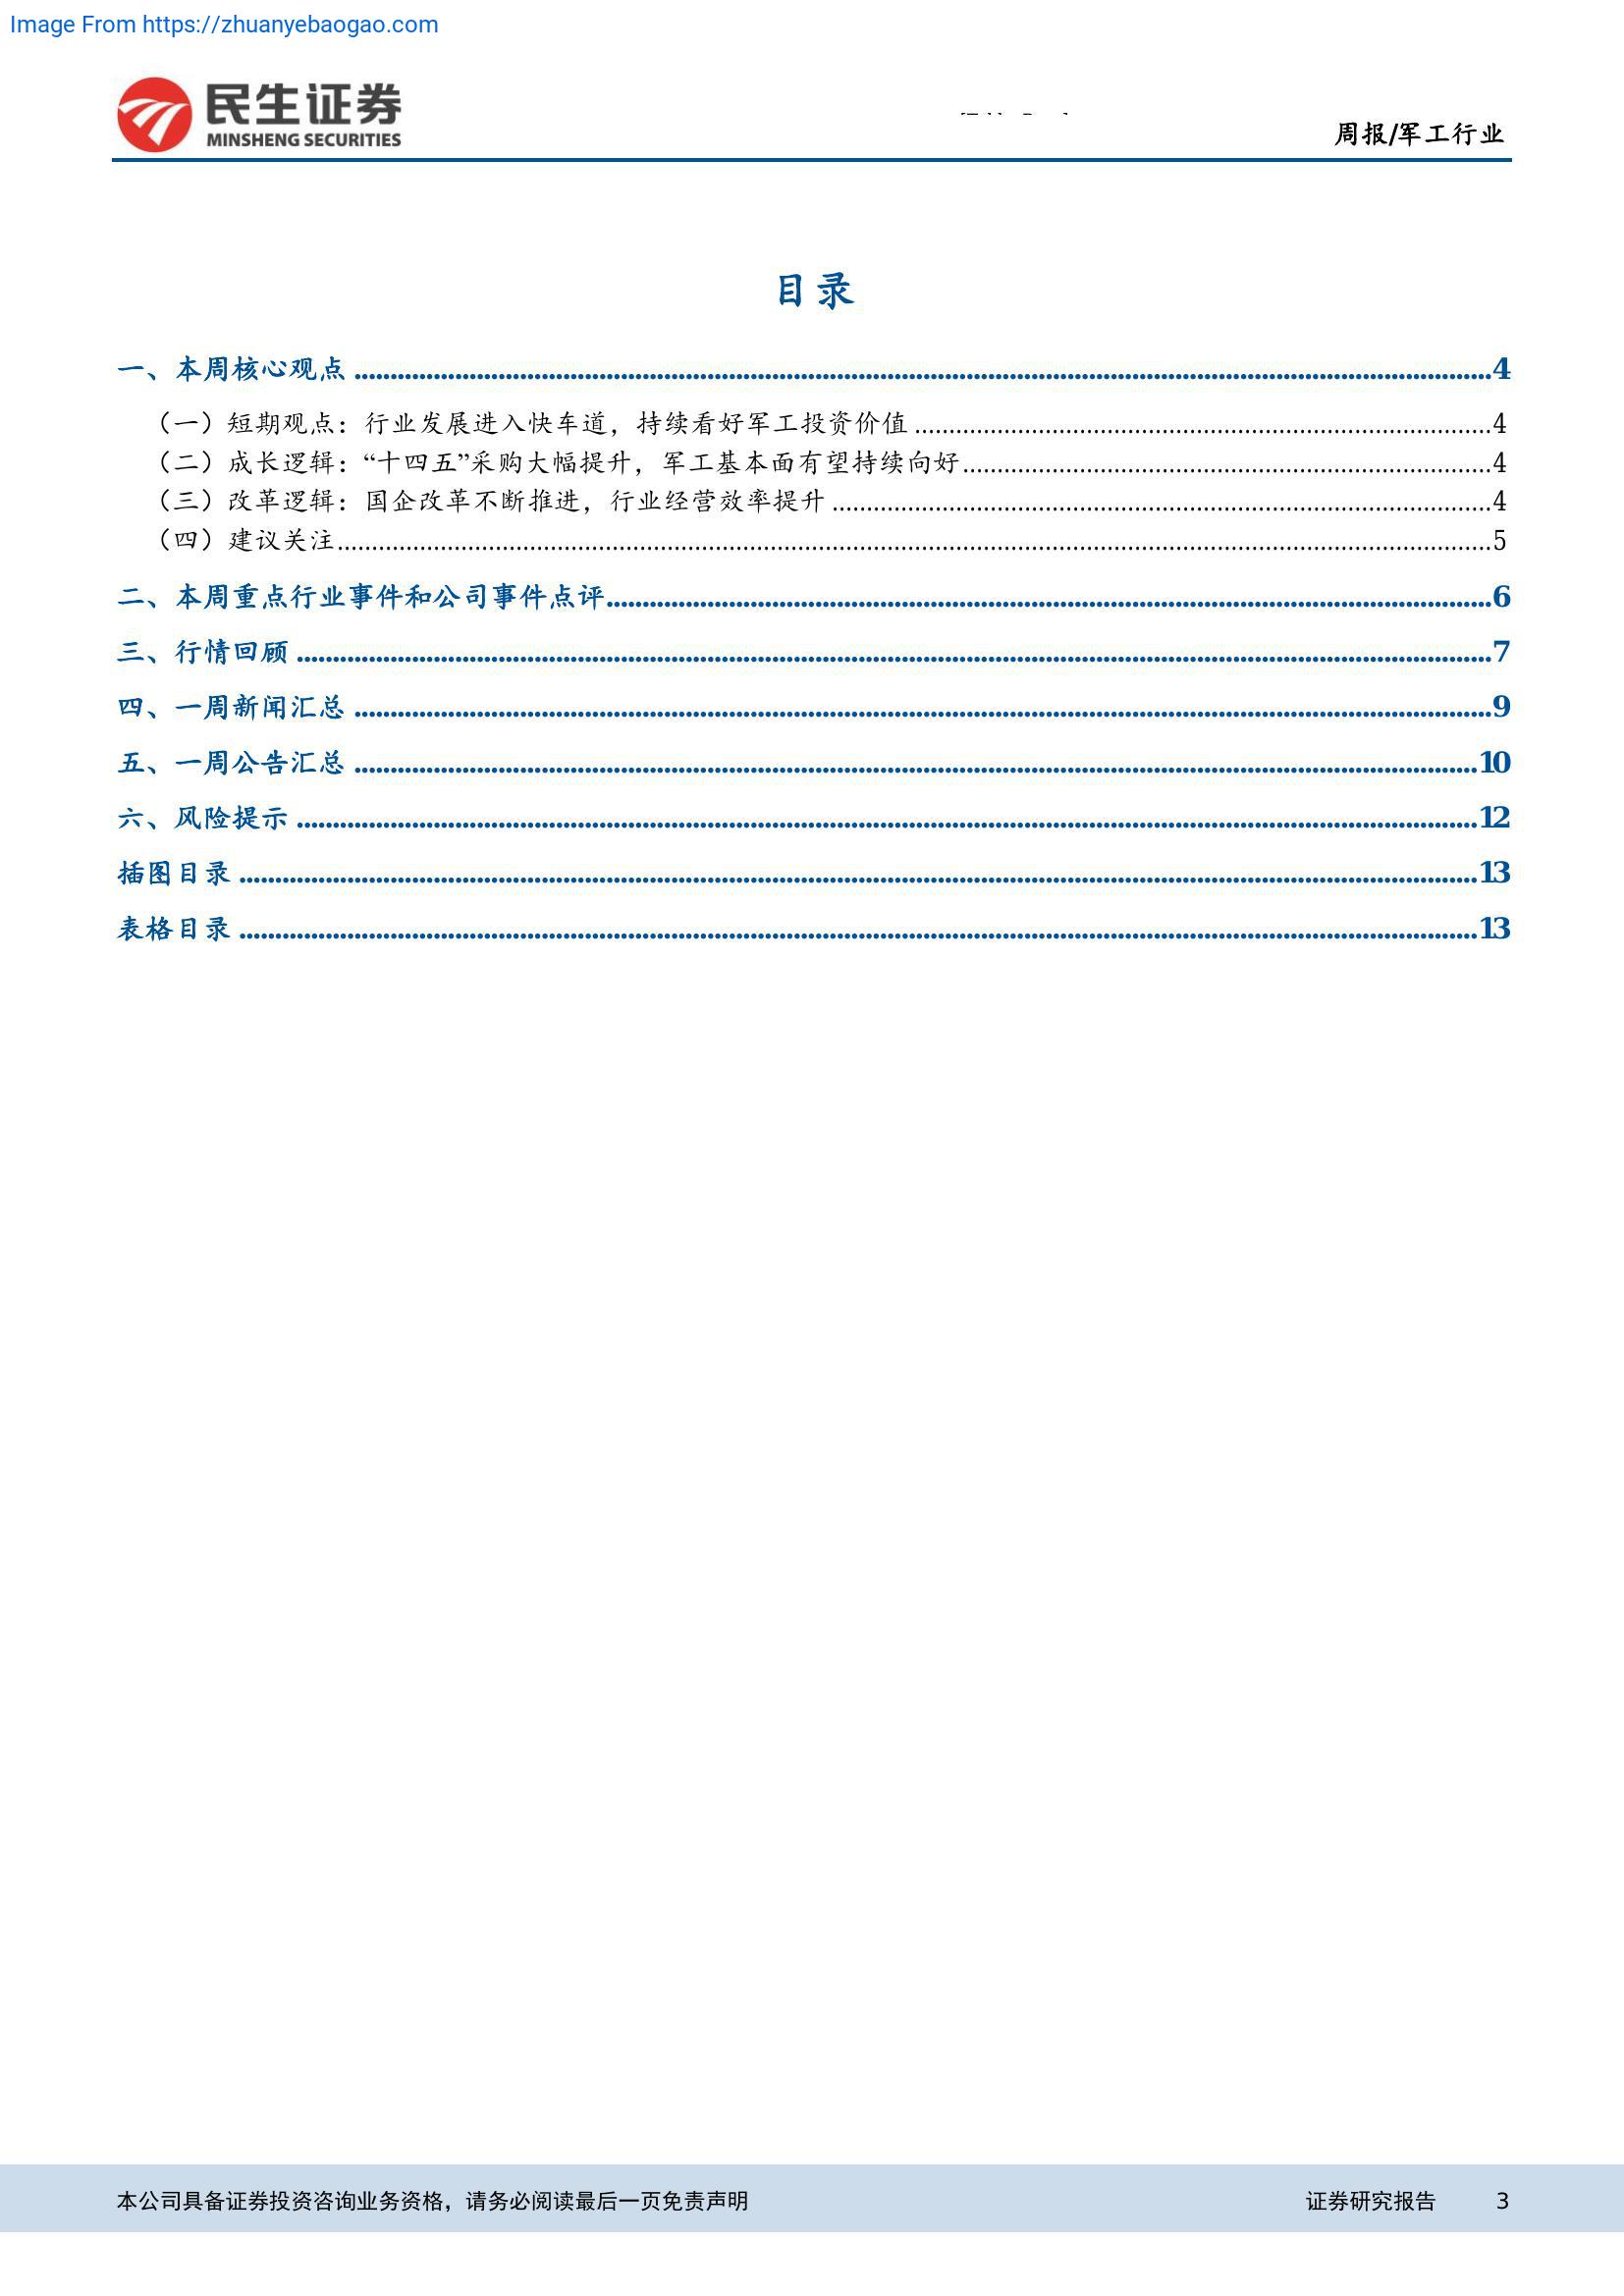 Image From https://zhuanyebaogao.com
民生证券
MINSHENG SECURITIES
周报/军工行业
目录
一、本周核心观点 ................ 4
（一）短期观点：行业发展进入快车道，持续看好军工投资价值 ................ 4
（二）成长逻辑：“十四五”采购大幅提升，军工基本面有望持续向好 ................ 4
（三）改革逻辑：国企改革不断推进，行业经营效率提升 ................ 4
（四）建议关注 ................ 5
二、本周重点行业事件和公司事件点评 ................ 6
三、行情回顾 ................ 7
四、一周新闻汇总 ................ 9
五、一周公告汇总 ................ 10
六、风险提示 ................ 12
插图目录 ................ 13
表格目录 ................ 13
本公司具备证券投资咨询业务资格，请务必阅读最后一页免责声明 证券研究报告 3